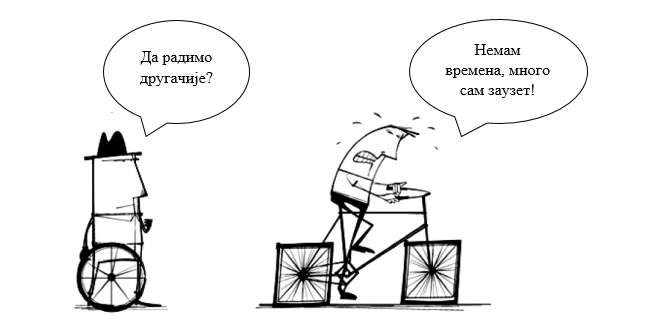 Да радимо
другачије?
Немам
времена, много
сам заузет!